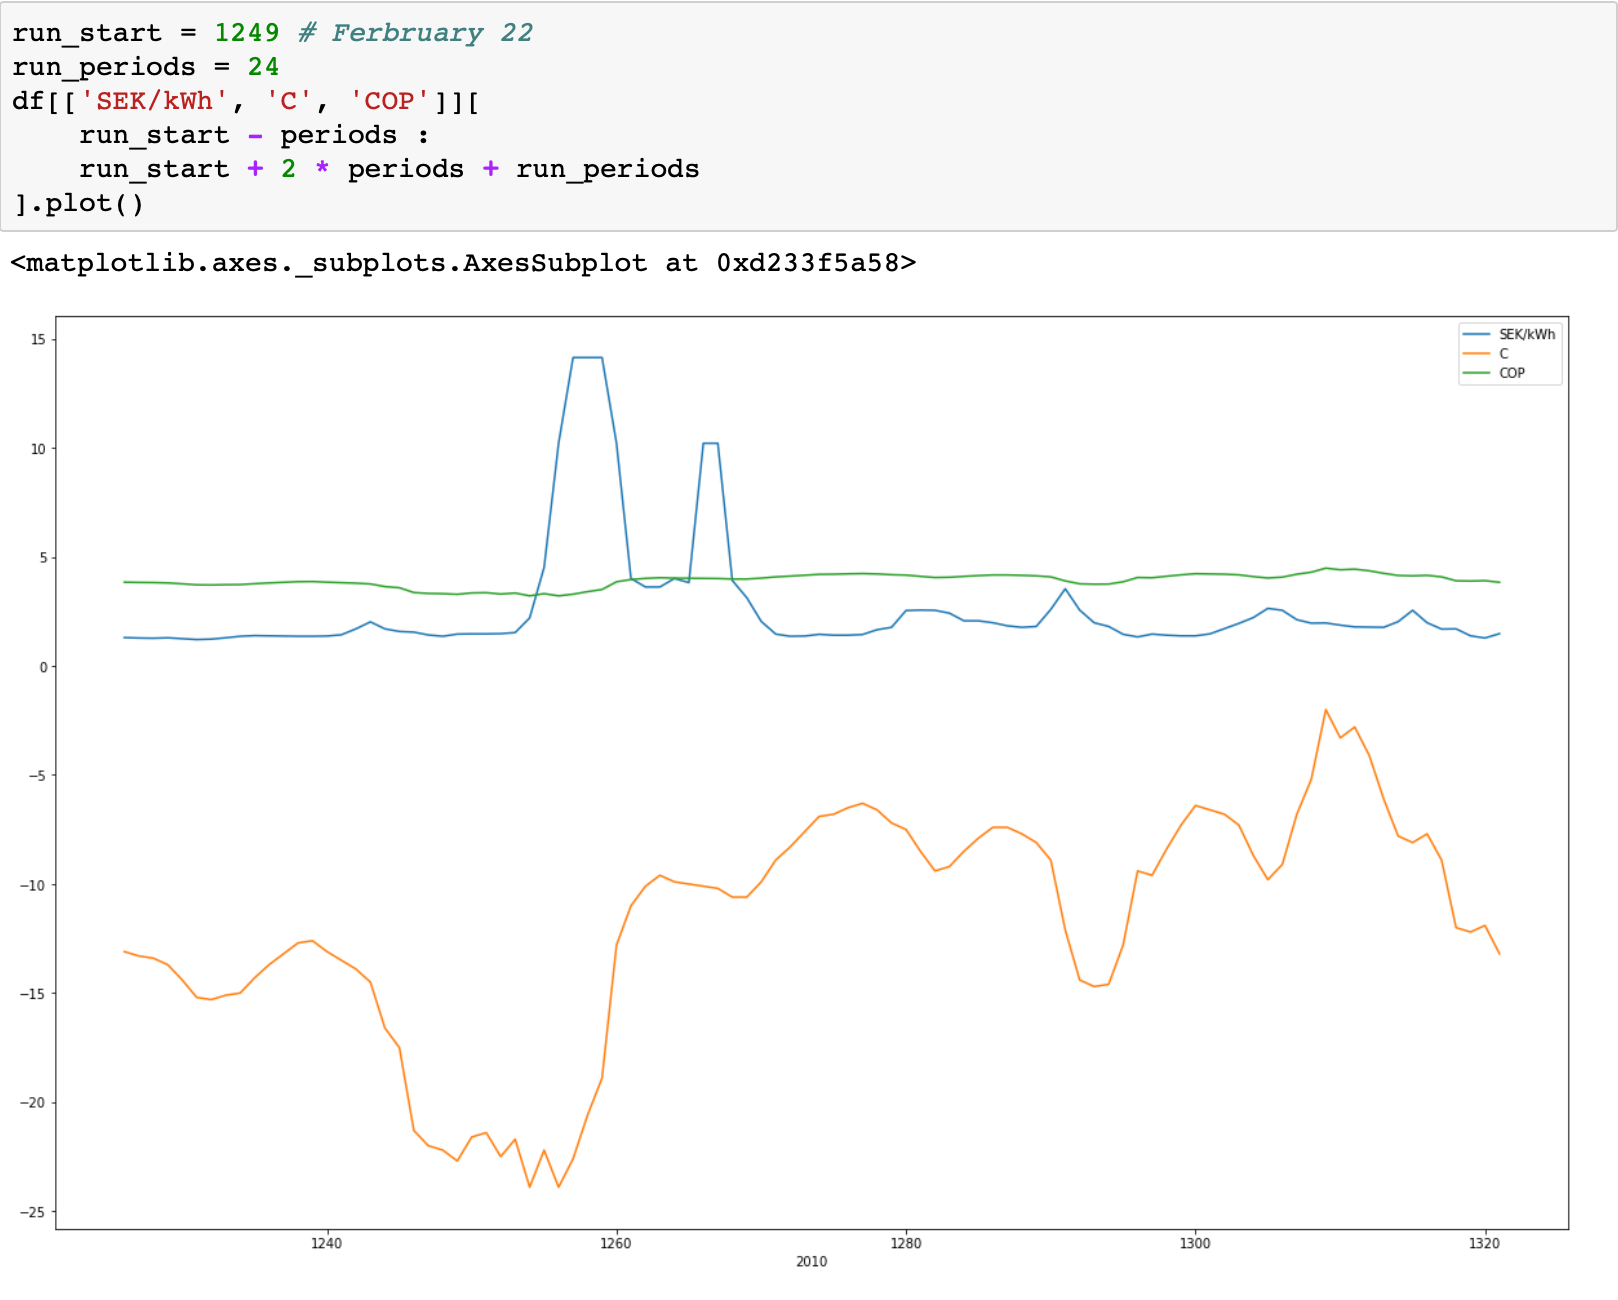 run_start = 1249 # Ferbruary 22
run_periods = 24
df[['SEK/kWh', 'C', 'COP']][
    run_start - periods :
    run_start + 2 * periods + run_periods
].plot()
<matplotlib.axes._subplots.AxesSubplot at 0xd233f5a58>
15
10
5
0
−5
−10
−15
−20
−25
SEK/kWh
C
COP
1240
1260
1280
1300
1320
2010